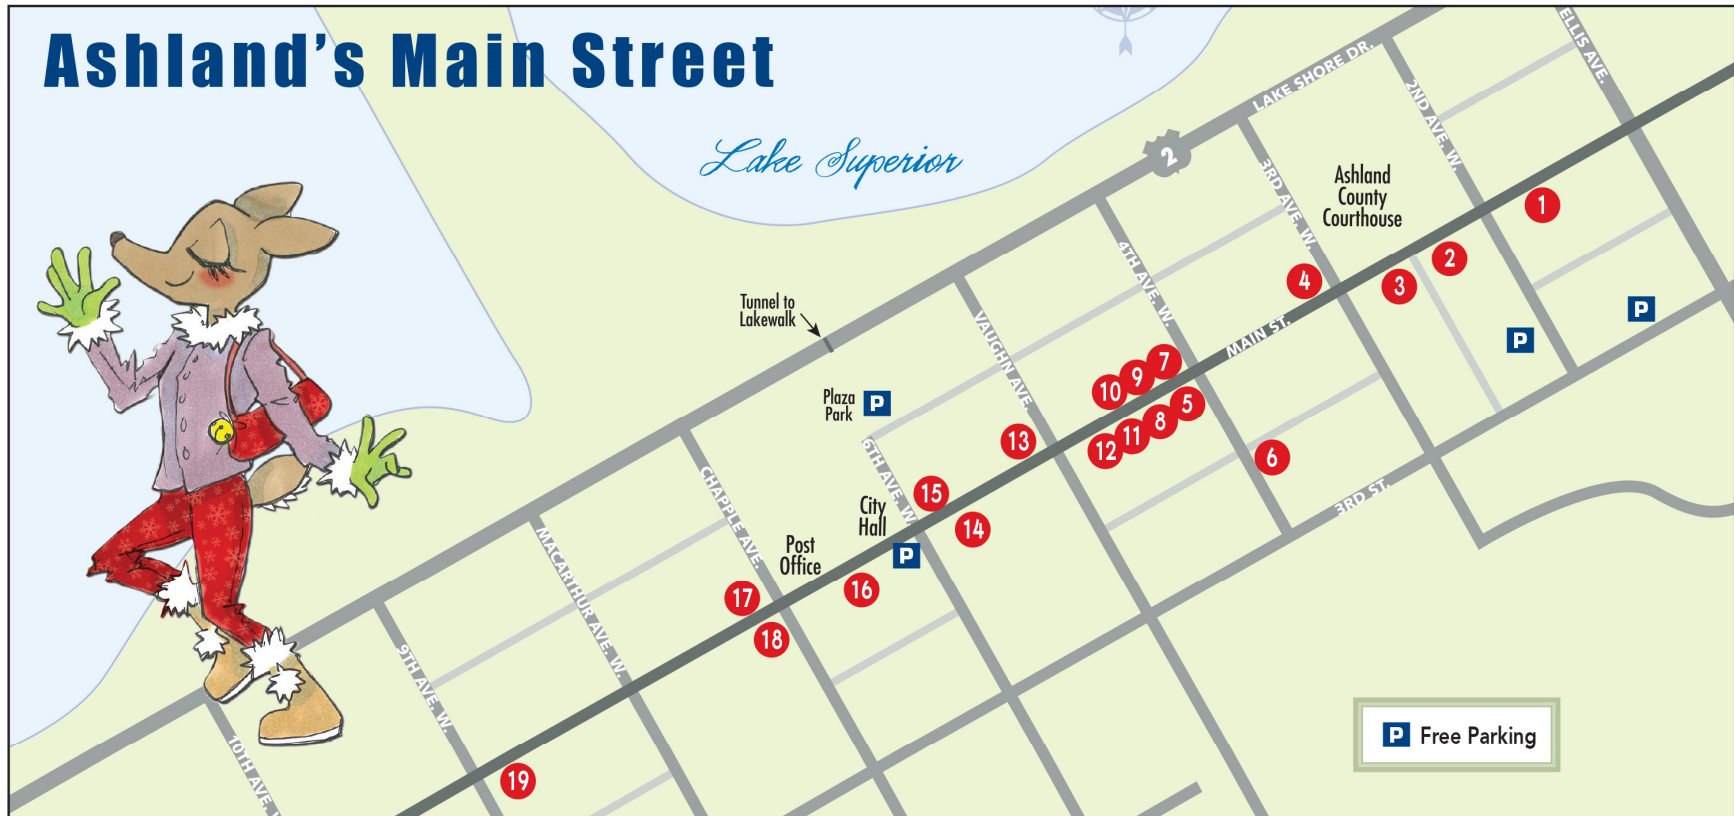 Ashland's Main Street
Lake Superior
LAKE SHORE DR.
ELLIS AVE.
2
2ND AVE. W.
3RD AVE. W.
Ashland
County
Courthouse
1
2
3
4
4TH AVE. W.
MAIN ST.
P
P
Tunnel to
Lakewalk
VAUGHN AVE.
7
9
10
5
8
11
12
6
Plaza
Park
P
13
6TH AVE. W.
15
14
City
Hall
P
3RD ST.
CHAPPLE AVE.
Post
Office
16
17
18
MACARTHUR AVE. W.
9TH AVE. W.
10TH AVE.
19
P Free Parking